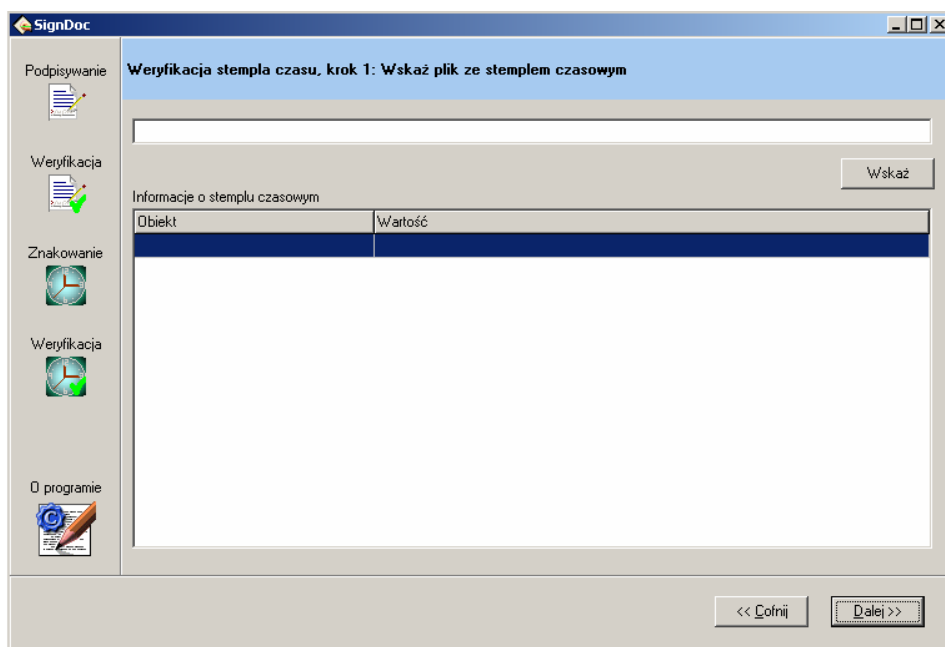 SignDoc
Podpisywanie
Weryfikacja
Znakowanie
Weryfikacja
O programie
Weryfikacja stempla czasu, krok 1: Wskaż plik ze stemplem czasowym
Wskaż
Informacje o stemplu czasowym
Obiekt Wartość
<< Cofnij Dalej >>